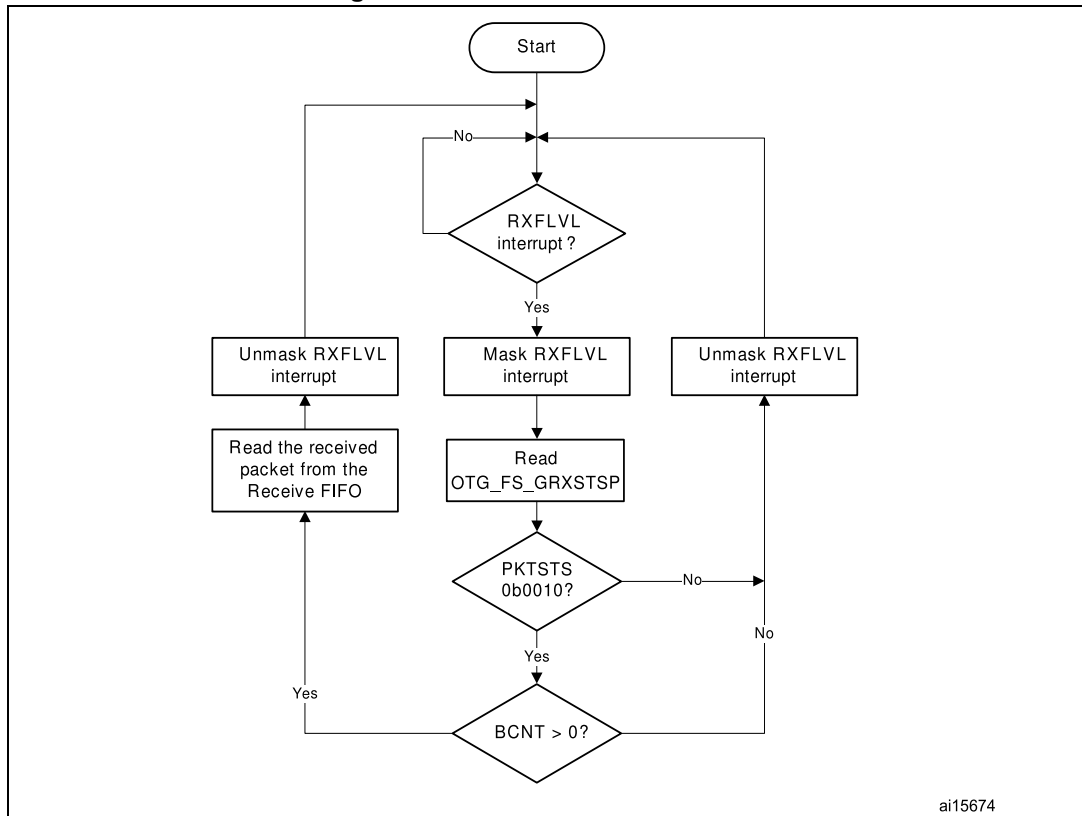 Start
No
RXFLVL
interrupt?
Yes
Unmask RXFLVL
interrupt
Mask RXFLVL
interrupt
Unmask RXFLVL
interrupt
Read the received
packet from the
Receive FIFO
Read
OTG_FS_GRXSTSP
PKTSTS
0b0010?
No
No
Yes
Yes
BCNT > 0?
ai15674